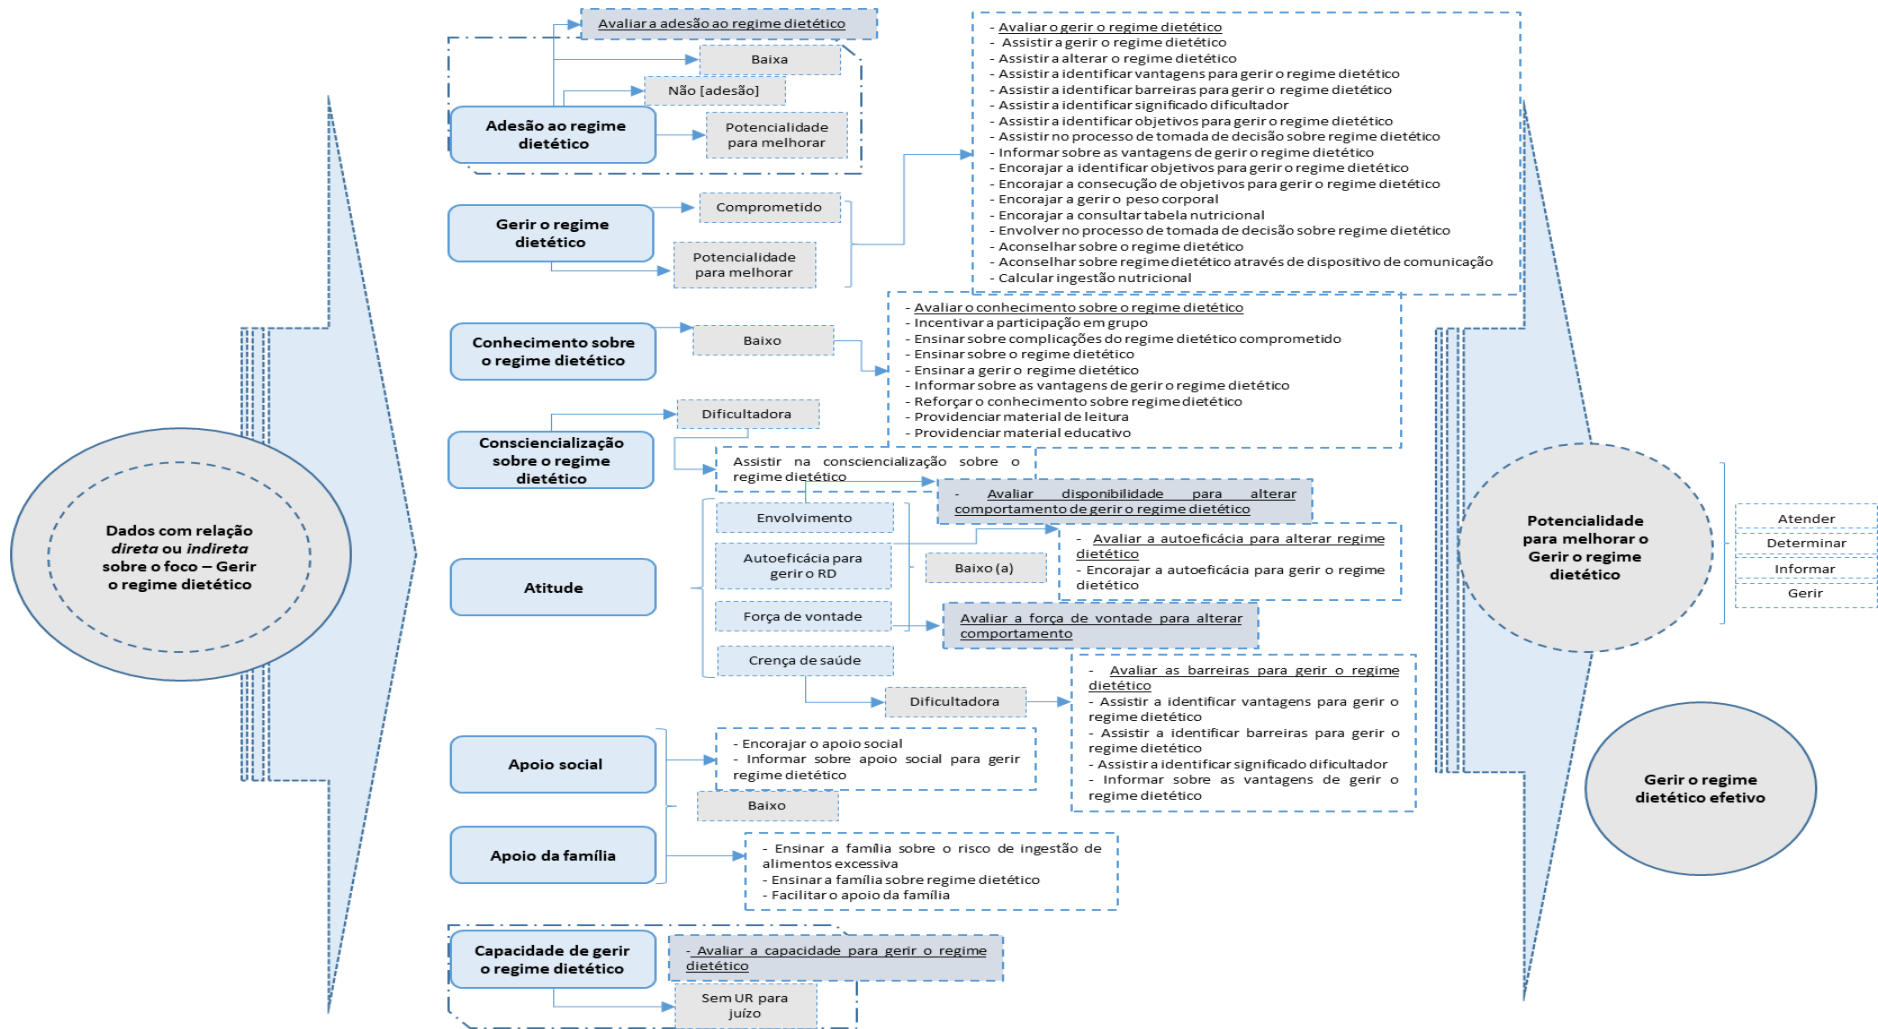 Dados com relação
direta ou indireta
sobre o foco – Gerir
o regime dietético
Avaliar a adesão ao regime dietético
Baixa
Não [adesão]
Adesão ao regime
dietético
Potencialidade
para melhorar
Gerir o regime
dietético
Comprometido
Potencialidade
para melhorar
- Avaliar o gerir o regime dietético
- Assistir a gerir o regime dietético
- Assistir a alterar o regime dietético
- Assistir a identificar vantagens para gerir o regime dietético
- Assistir a identificar barreiras para gerir o regime dietético
- Assistir a identificar significado dificultador
- Assistir a identificar objetivos para gerir o regime dietético
- Assistir no processo de tomada de decisão sobre regime dietético
- Informar sobre as vantagens de gerir o regime dietético
- Encorajar a identificar objetivos para gerir o regime dietético
- Encorajar a consecução de objetivos para gerir o regime dietético
- Encorajar a gerir o peso corporal
- Encorajar a consultar tabela nutricional
- Envolver no processo de tomada de decisão sobre regime dietético
- Aconselhar sobre o regime dietético
- Aconselhar sobre regime dietético através de dispositivo de comunicação
- Calcular ingestão nutricional
Conhecimento sobre
o regime dietético
Baixo
- Avaliar o conhecimento sobre o regime dietético
- Incentivar a participação em grupo
- Ensinar sobre complicações do regime dietético comprometido
- Ensinar sobre o regime dietético
- Ensinar a gerir o regime dietético
- Informar sobre as vantagens de gerir o regime dietético
- Reforçar o conhecimento sobre regime dietético
- Providenciar material de leitura
- Providenciar material educativo
Consciencialização
sobre o regime
dietético
Dificultadora
Assistir na consciencialização sobre o
regime dietético
Atitude
Envolvimento
Autoeficácia para
gerir o RD
Força de vontade
Crença de saúde
Baixo (a)
- Avaliar disponibilidade para alterar
comportamento de gerir o regime dietético
- Avaliar a autoeficácia para alterar regime
dietético
- Encorajar a autoeficácia para gerir o regime
dietético
Avaliar a força de vontade para alterar
comportamento
Dificultadora
- Avaliar as barreiras para gerir o regime
dietético
- Assistir a identificar vantagens para gerir o
regime dietético
- Assistir a identificar barreiras para gerir o
regime dietético
- Assistir a identificar significado dificultador
- Informar sobre as vantagens de gerir o
regime dietético
Apoio social
- Encorajar o apoio social
- Informar sobre apoio social para gerir
regime dietético
Baixo
Apoio da família
- Ensinar a família sobre o risco de ingestão de
alimentos excessiva
- Ensinar a família sobre regime dietético
- Facilitar o apoio da família
Capacidade de gerir
o regime dietético
- Avaliar a capacidade para gerir o regime
dietético
Sem UR para
juízo
Potencialidade
para melhorar o
Gerir o regime
dietético
Atender
Determinar
Informar
Gerir
Gerir o regime
dietético efetivo